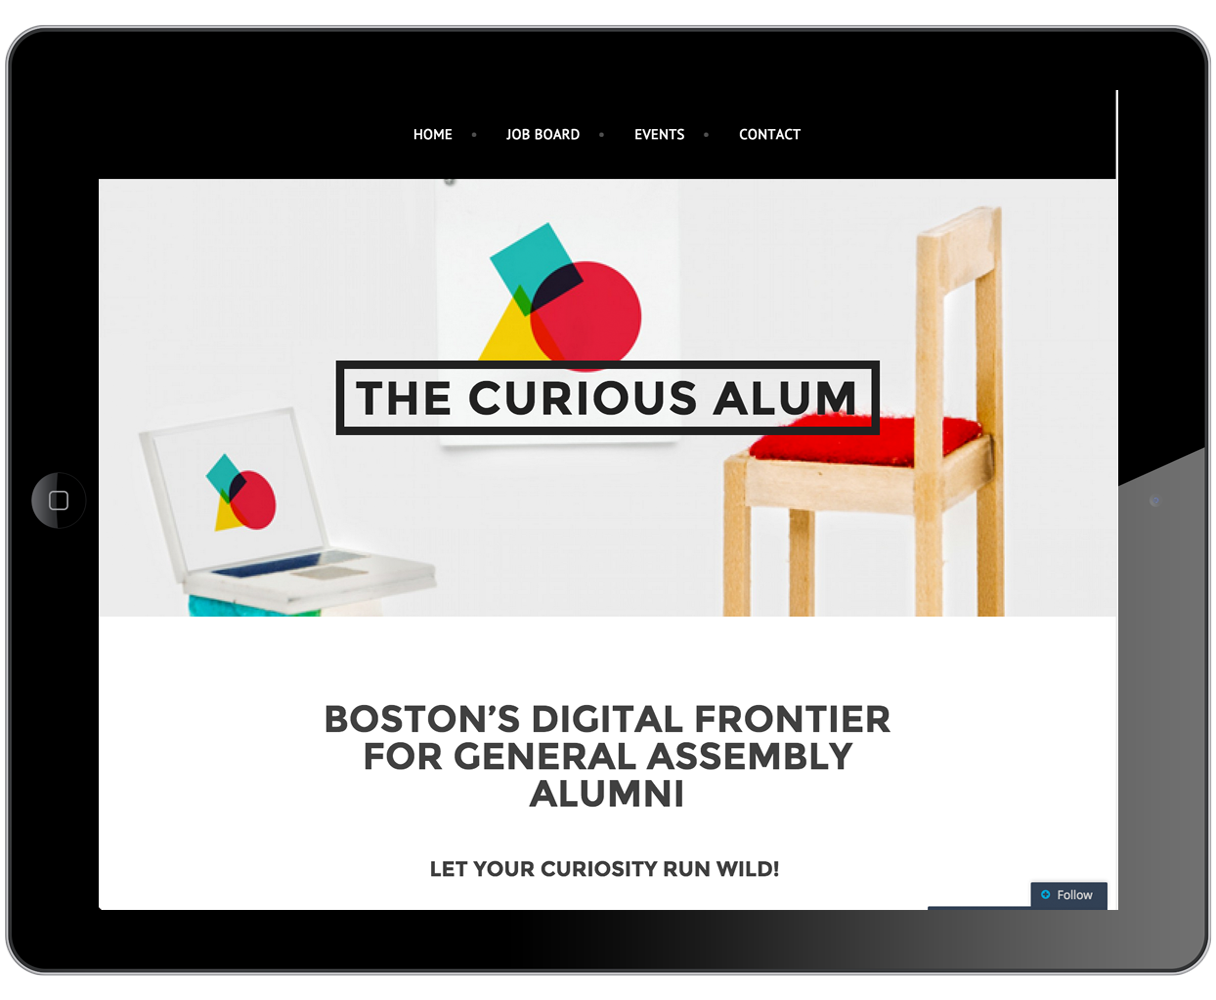 HOME • JOB BOARD • EVENTS • CONTACT
THE CURIOUS ALUM
BOSTON’S DIGITAL FRONTIER
FOR GENERAL ASSEMBLY
ALUMNI
LET YOUR CURIOSITY RUN WILD!
Follow